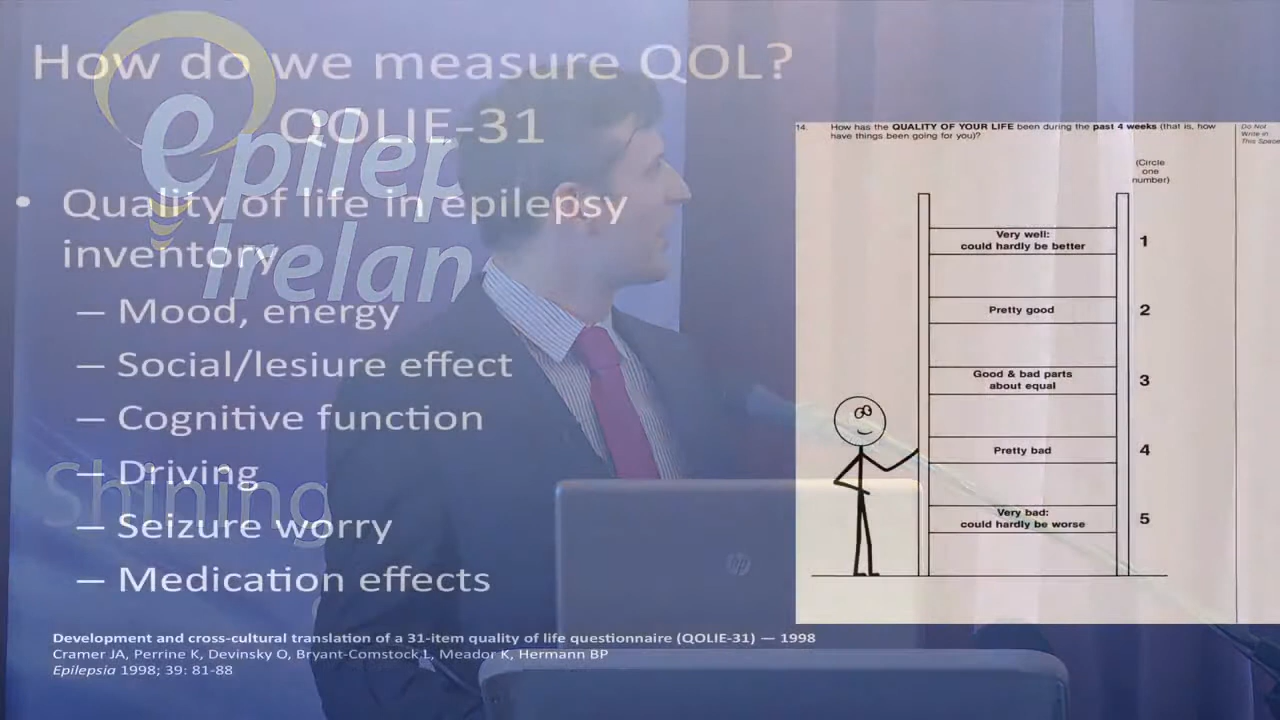 How do we measure QOL?
QOLIE-31
• Quality of life in epilepsy
inventory
– Mood, energy
– Social/lesiure effect
– Cognitive function
– Driving
– Seizure worry
– Medication effects
Development and cross-cultural translation of a 31-item quality of life questionnaire (QOLIE-31) — 1998
Cramer JA, Perrine K, Devinsky O, Bryant-Comstock L, Meador K, Hermann BP
Epilepsia 1998; 39: 81-88
14. How has the QUALITY OF YOUR LIFE been during the past 4 weeks (that is, how
have things been going for you)?
Do Not
Write in
This Space
(Circle
one
number)
Very well:
could hardly be better
1
Pretty good
2
Good & bad parts
about equal
3
Pretty bad
4
Very bad:
could hardly be worse
5
epilep
Irelan
Shining
hp